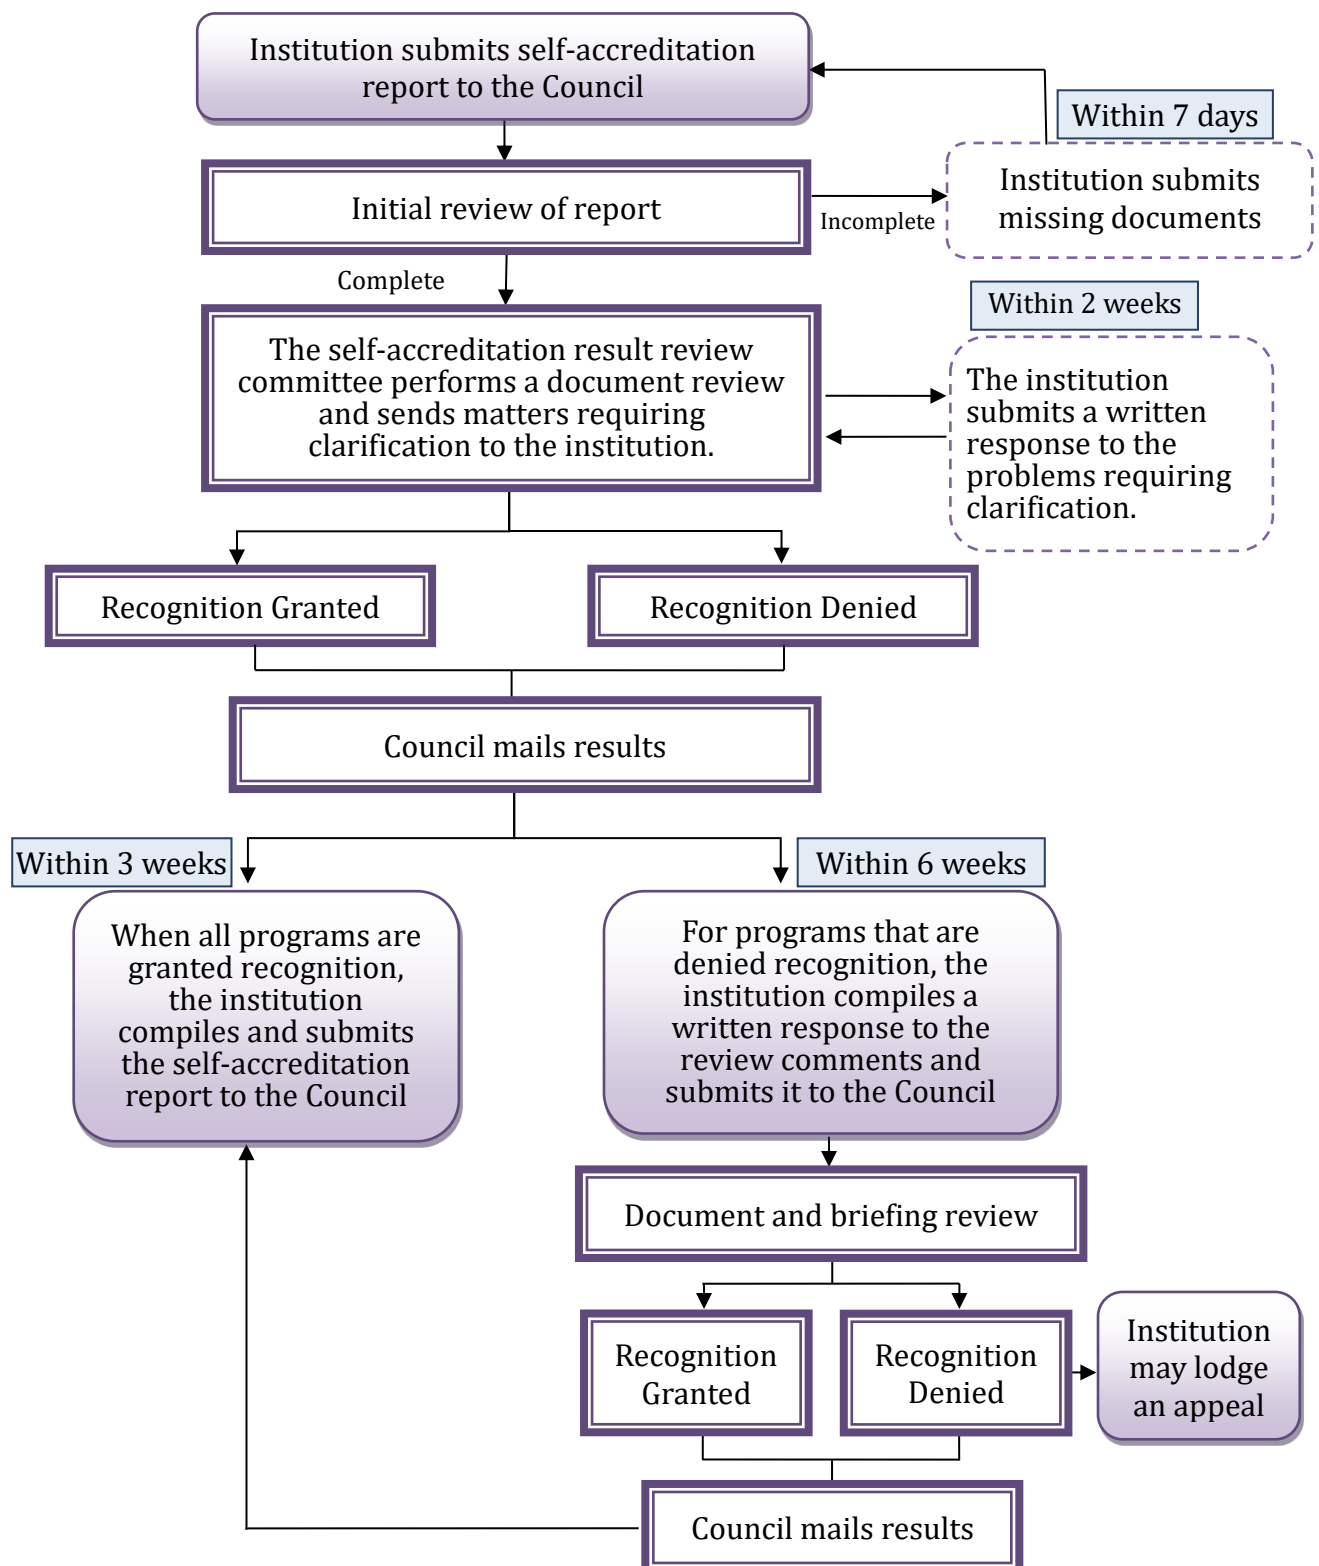 Institution submits self-accreditation
report to the Council
Within 7 days
Initial review of report
Incomplete
Institution submits
missing documents
Complete
Within 2 weeks
The self-accreditation result review
committee performs a document review
and sends matters requiring
clarification to the institution.
The institution
submits a written
response to the
problems requiring
clarification.
Recognition Granted
Recognition Denied
Council mails results
Within 3 weeks
Within 6 weeks
When all programs are
granted recognition,
the institution
compiles and submits
the self-accreditation
report to the Council
For programs that are
denied recognition, the
institution compiles a
written response to the
review comments and
submits it to the Council
Document and briefing review
Recognition
Granted
Recognition
Denied
Institution
may lodge
an appeal
Council mails results